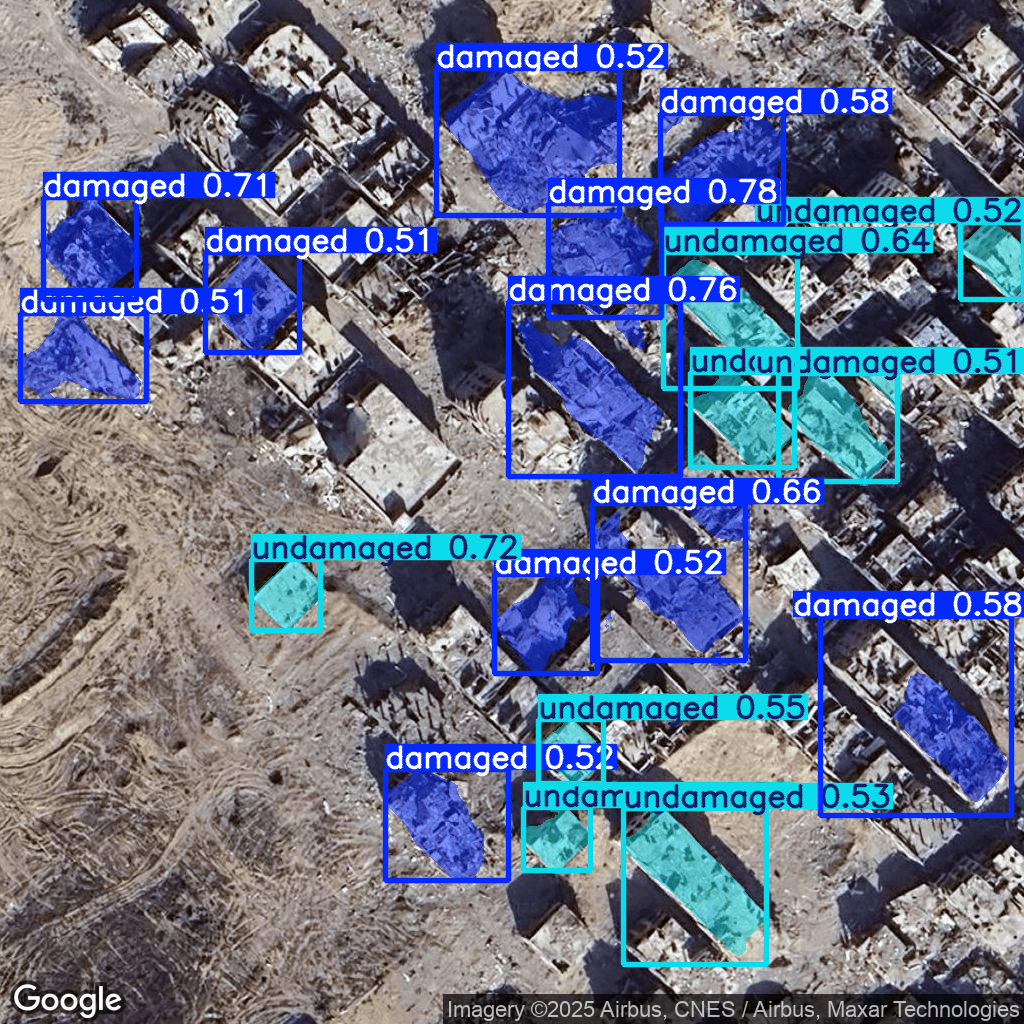 damaged 0.52
damaged 0.58
damaged 0.71
damaged 0.78
undamaged 0.52
damaged 0.51
undamaged 0.64
damaged 0.51
damaged 0.76
undamaged 0.51
damaged 0.66
undamaged 0.72
damaged 0.52
damaged 0.58
undamaged 0.55
damaged 0.52
undamaged 0.53
Google
Imagery ©2025 Airbus, CNES / Airbus, Maxar Technologies